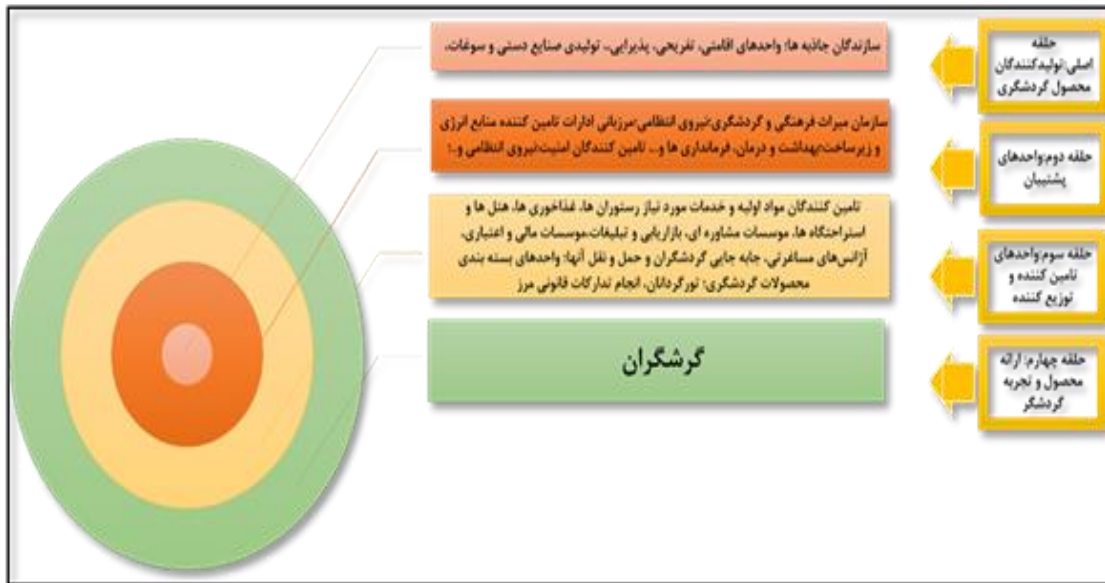 حلقه
اصلی:تولیدکنندگان
محصول گردشگری
سازندگان جاذبه ها؛ واحدهای اقامتی، تفریحی، پذیرایی.. تولیدی صنایع دستی و سوغات.
حلقه دوم:واحدهای
پشتیبان
سازمان میراث فرهنگی و گردشگری؛نیروی انتظامی؛مرزبانی ادارات تامین کننده منابع انرژی
و زیرساخت؛بهداشت و درمان، فرمانداری ها و... تامین کنندگان امنیت؛نیروی انتظامی و..؛
حلقه سوم:واحدهای
تامین کننده و
توزیع کننده
تامین کنندگان مواد اولیه و خدمات مورد نیاز رستوران ها، غذاخوری ها، هتل ها و
استراحتگاه ها، موسسات مشاوره ای، بازاریابی و تبلیغات،موسسات مالی و اعتباری،
آژانس‌های مسافرتی، جابه جایی گردشگران و حمل و نقل آنها؛ واحدهای بسته بندی
محصولات گردشگری؛ تورگردانان، انجام تدارکات قانونی مرز
حلقه چهارم: ارائه
محصول و تجربه
گردشگر
گرشگران